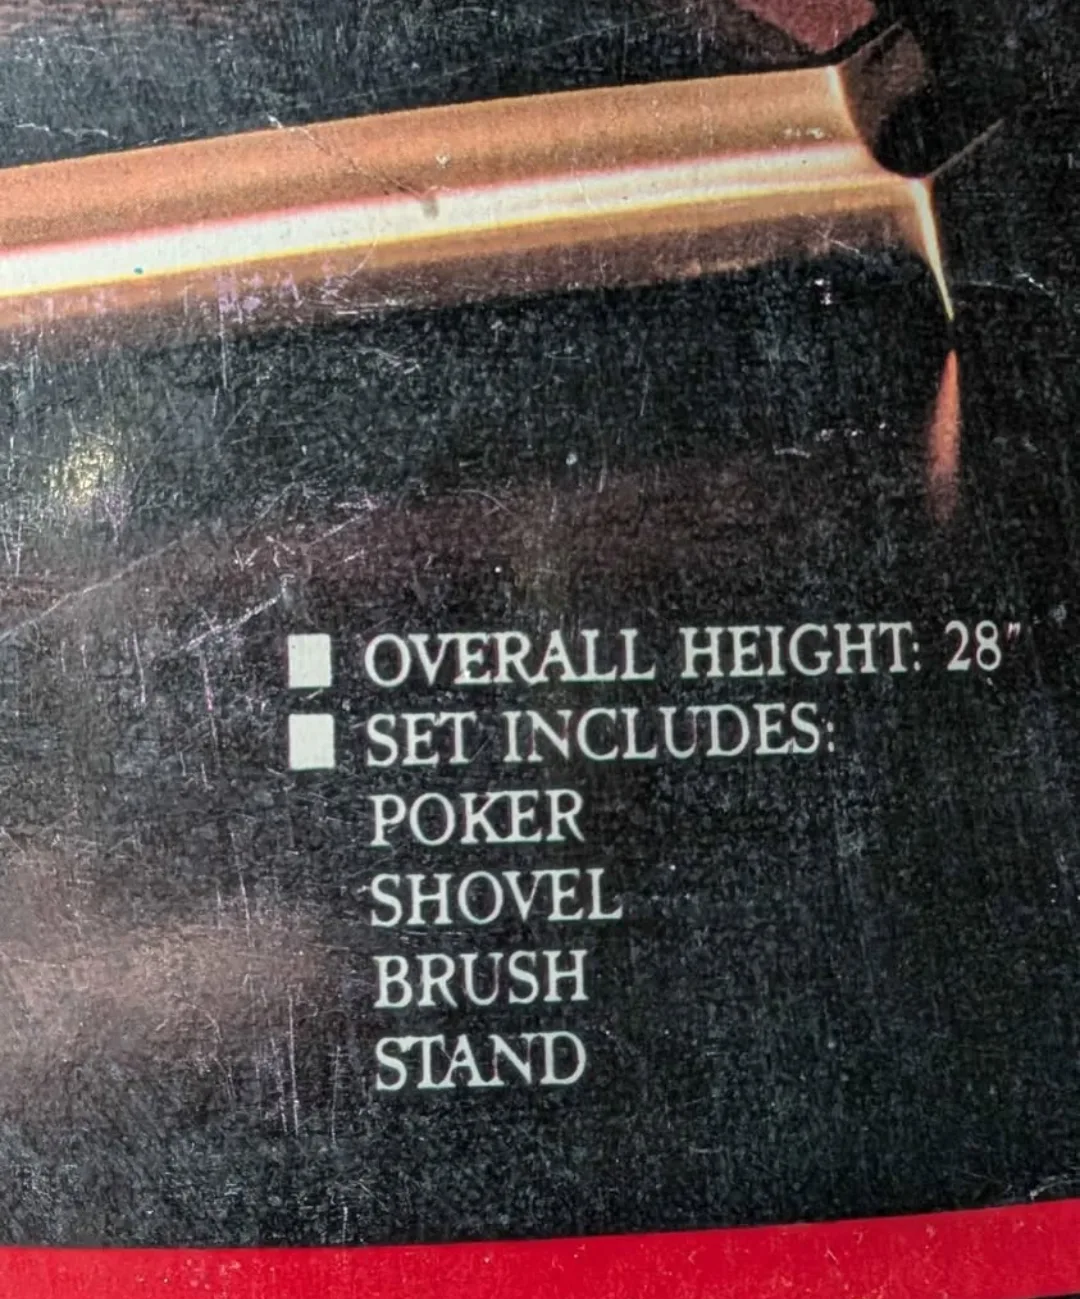 ■ OVERALL HEIGHT: 28"
■ SET INCLUDES:
POKER
SHOVEL
BRUSH
STAND